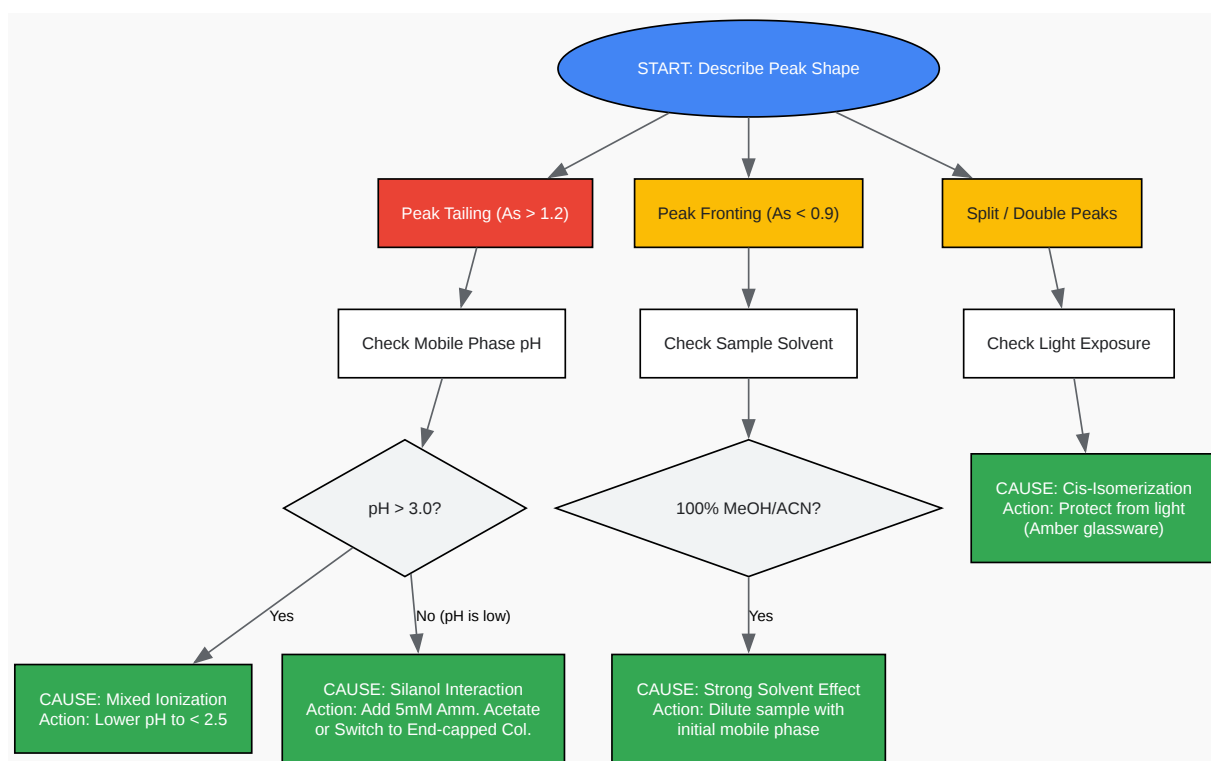 START: Describe Peak Shape
Peak Tailing (As > 1.2)
Peak Fronting (As < 0.9)
Split / Double Peaks
Check Mobile Phase pH
Check Sample Solvent
Check Light Exposure
pH > 3.0?
100% MeOH/ACN?
CAUSE: Cis-Isomerization
Action: Protect from light
(Amber glassware)
Yes
No (pH is low)
Yes
CAUSE: Mixed Ionization
Action: Lower pH to < 2.5
CAUSE: Silanol Interaction
Action: Add 5mM Amm. Acetate
or Switch to End-capped Col.
CAUSE: Strong Solvent Effect
Action: Dilute sample with
initial mobile phase